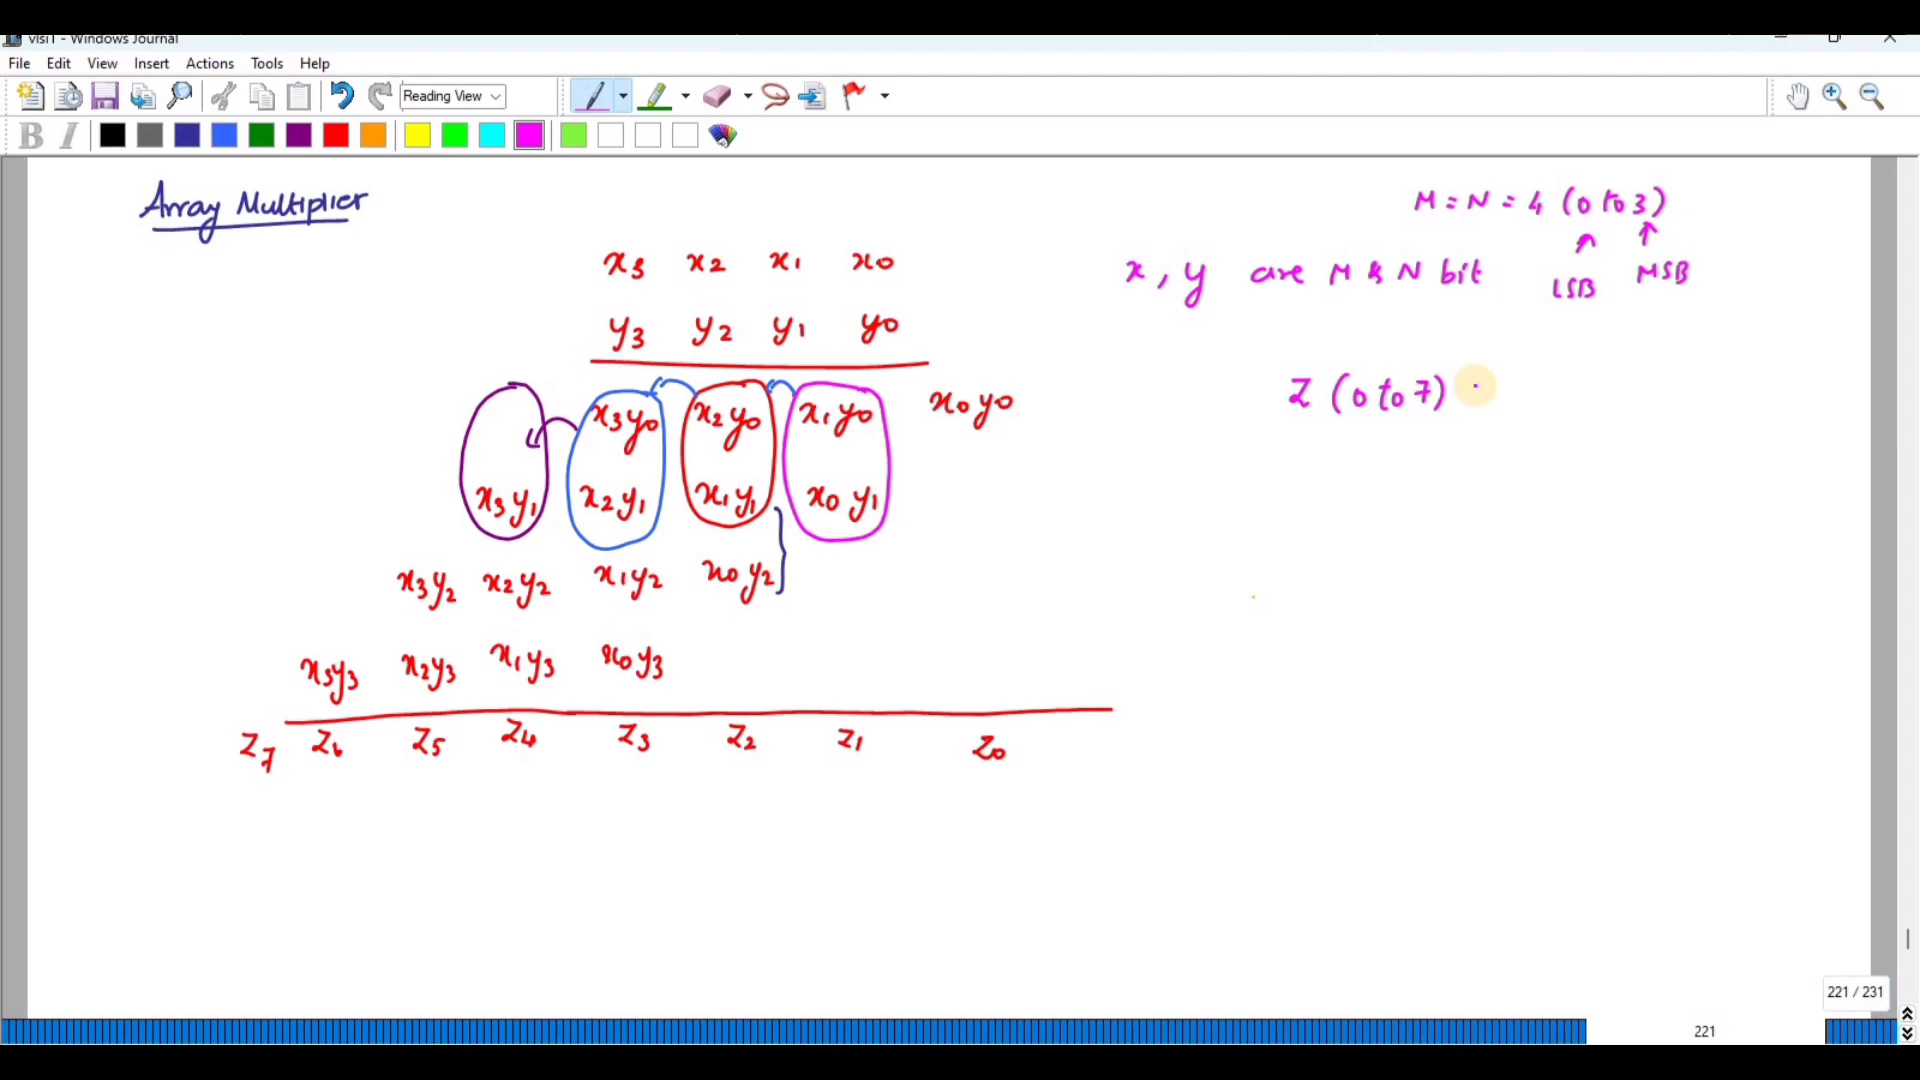 vlsi1 - Windows Journal
File Edit View Insert Actions Tools Help
Reading View
B I
Array Multiplier
M = N = 4 (0 to 3)
x3 x2 x1 x0
x, y are M & N bit
LSB MSB
y3 y2 y1 y0
Z (0 to 7)
x3y0 x2y0 x1y0 x0y0
x3y1 x2y1 x1y1 x0y1
x3y2 x2y2 x1y2 x0y2
x3y3 x2y3 x1y3 x0y3
Z7 Z6 Z5 Z4 Z3 Z2 Z1 Z0
221 / 231
221